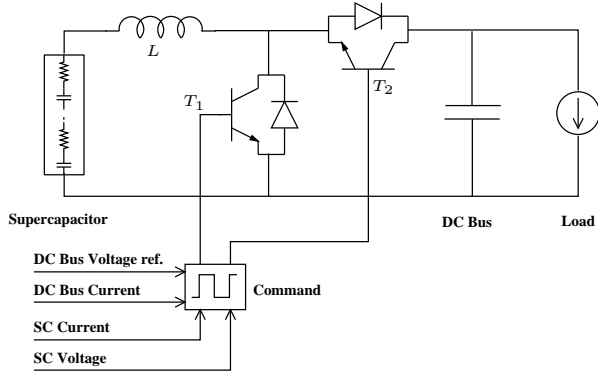 L
T1
T2
Supercapacitor
DC Bus
Load
DC Bus Voltage ref.
DC Bus Current
Command
SC Current
SC Voltage